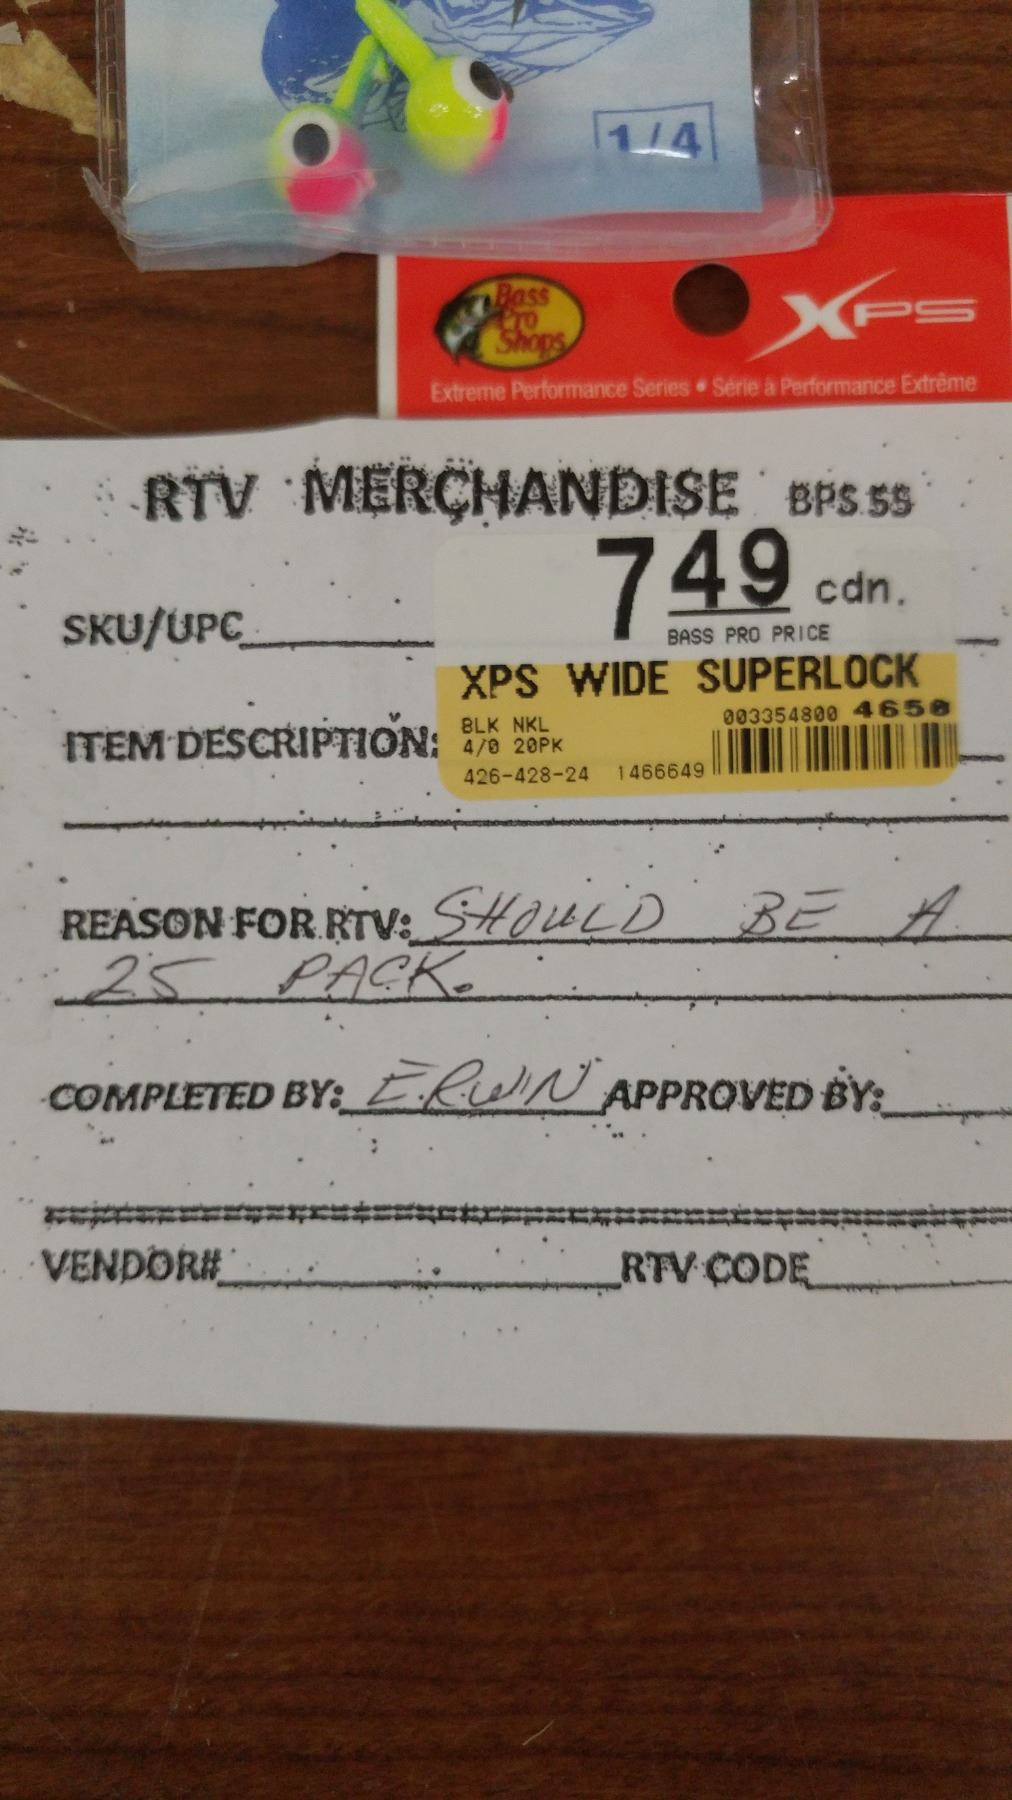 1/4
Bass
Pro
Shops
XPS
Extreme Performance Series • Série à Performance Extrême
RTV MERCHANDISE BPS 55
749 cdn.
SKU/UPC
BASS PRO PRICE
XPS WIDE SUPERLOCK
BLK NKL 003354800 4650
ITEM DESCRIPTION:
4/0 20PK
426-428-24 1466649
REASON FOR RTV: SHOULD BE A
25 PACK.
COMPLETED BY: ERWIN APPROVED BY:
VENDOR# RTV CODE